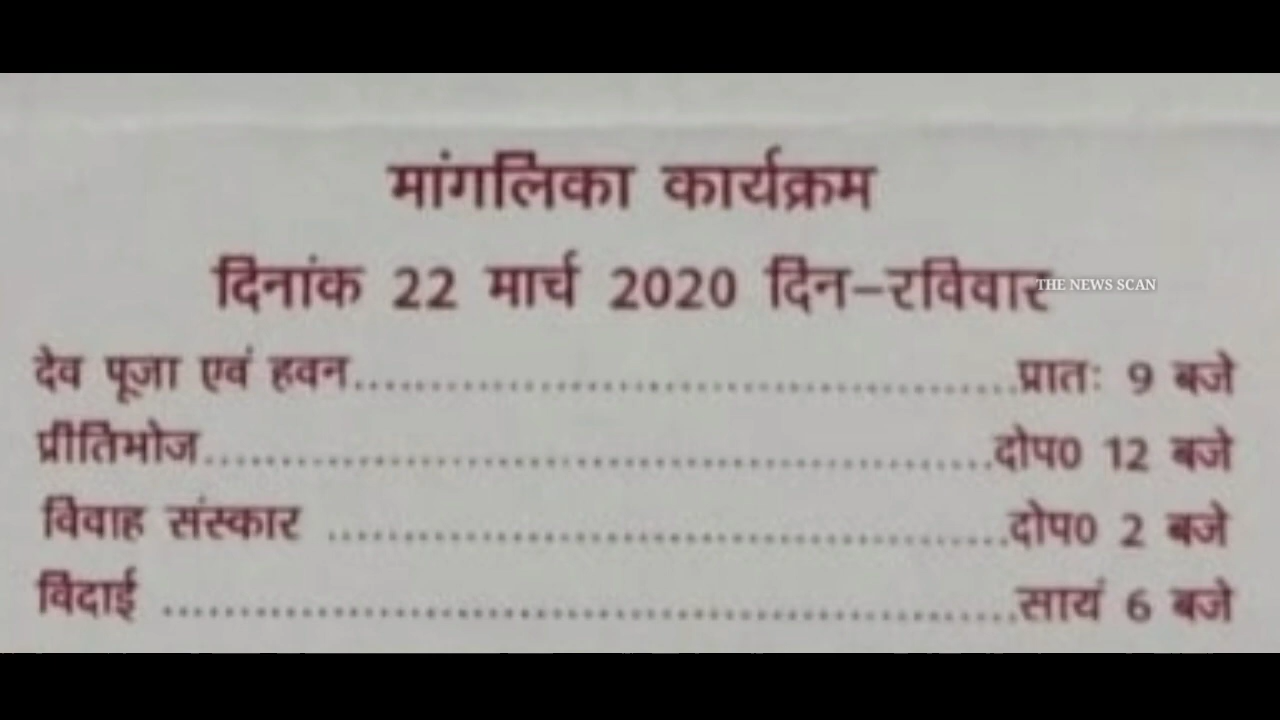 मांगलिका कार्यक्रम
दिनांक 22 मार्च 2020 दिन–रविवार
THE NEWS SCAN
देव पूजा एवं हवन......................................................प्रातः 9 बजे
प्रीतिभोज................................................................दोप0 12 बजे
विवाह संस्कार .......................................................दोप0 2 बजे
विदाई .....................................................................सायं 6 बजे